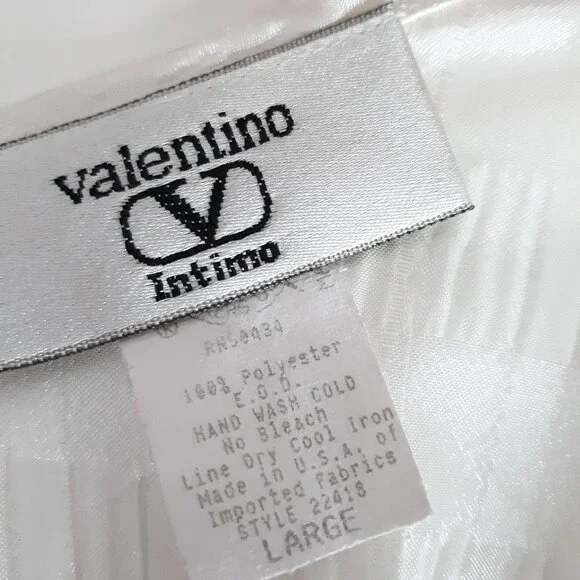 valentino
V
Intimo
RN50434
100% Polyester
E.O.D.
HAND WASH COLD
No Bleach
Line Dry Cool Iron
Made in U.S.A. of
Imported Fabrics
STYLE 22418
LARGE